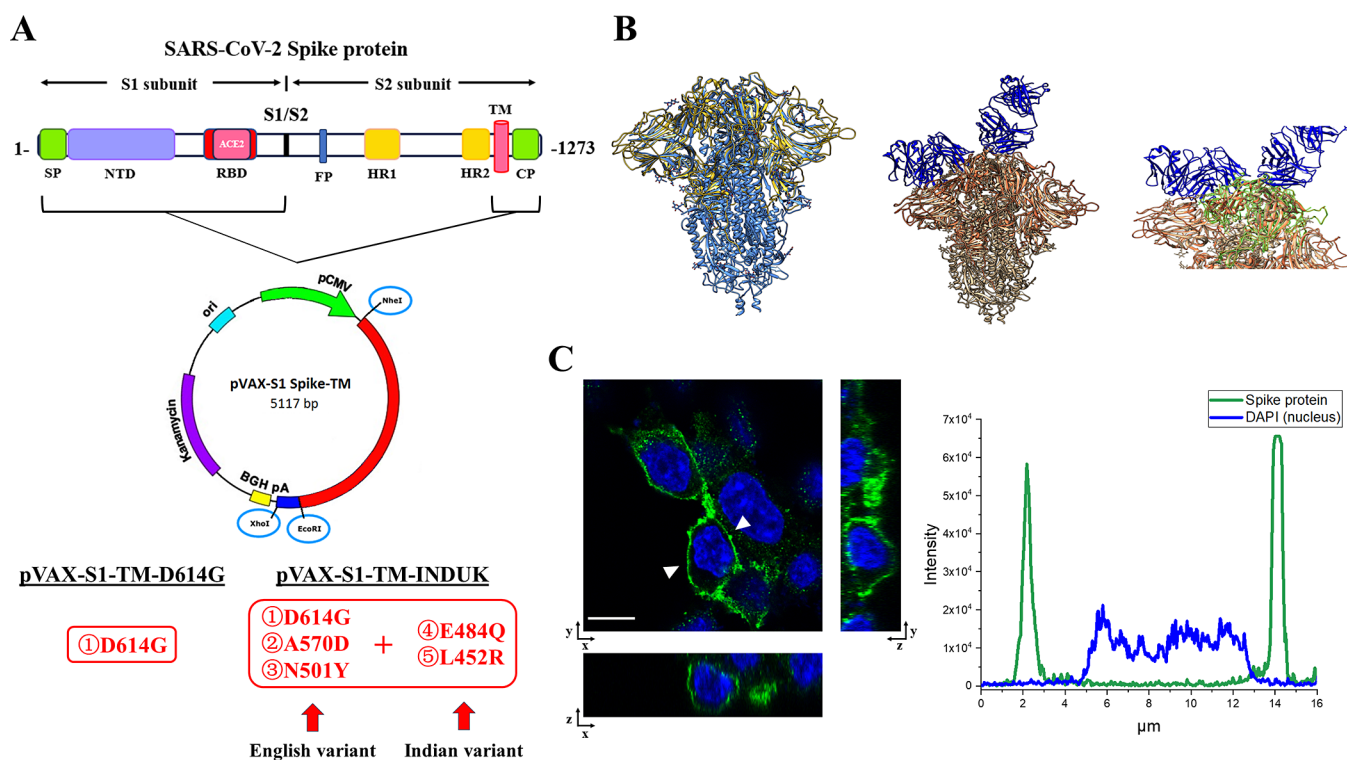 A
SARS-CoV-2 Spike protein
S1 subunit
S2 subunit
S1/S2
TM
1-
ACE2
-1273
SP
NTD
RBD
FP
HR1
HR2
CP
pCMV
NheI
ori
pVAX-S1 Spike-TM
5117 bp
Kanamycin
BGH pA
XhoI
EcoRI
pVAX-S1-TM-D614G
①D614G
pVAX-S1-TM-INDUK
①D614G
②A570D
③N501Y
+
④E484Q
⑤L452R
English variant
Indian variant
B
C
y
x
y
z
z
x
Spike protein
DAPI (nucleus)
Intensity
7x10⁴
6x10⁴
5x10⁴
4x10⁴
3x10⁴
2x10⁴
1x10⁴
0
0 2 4 6 8 10 12 14 16
μm